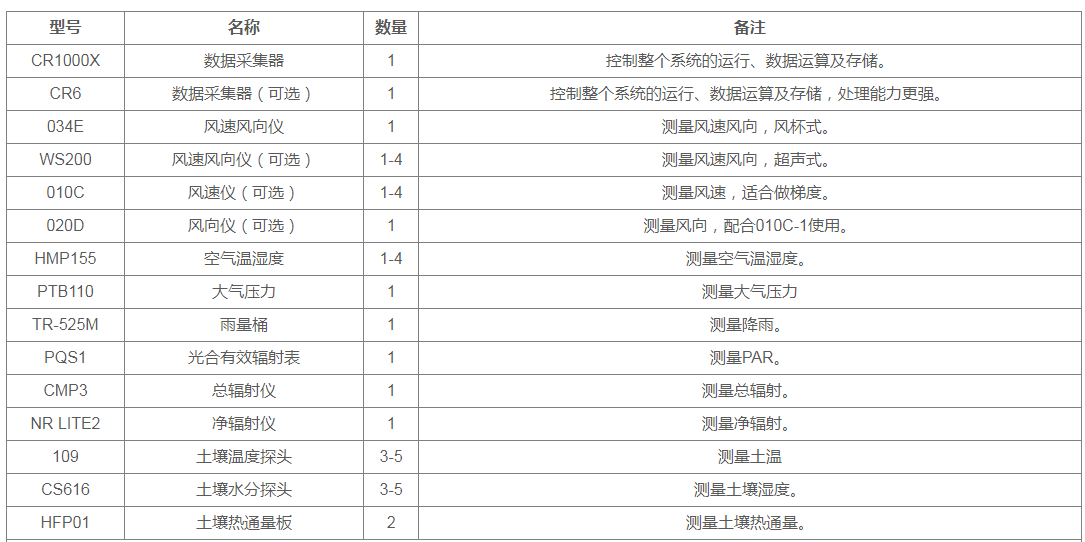 型号 名称 数量 备注
CR1000X 数据采集器 1 控制整个系统的运行、数据运算及存储。
CR6 数据采集器（可选） 1 控制整个系统的运行、数据运算及存储，处理能力更强。
034E 风速风向仪 1 测量风速风向，风杯式。
WS200 风速风向仪（可选） 1-4 测量风速风向，超声式。
010C 风速仪（可选） 1-4 测量风速，适合做梯度。
020D 风向仪（可选） 1 测量风向，配合010C-1使用。
HMP155 空气温湿度 1-4 测量空气温湿度。
PTB110 大气压力 1 测量大气压力
TR-525M 雨量桶 1 测量降雨。
PQS1 光合有效辐射表 1 测量PAR。
CMP3 总辐射仪 1 测量总辐射。
NR LITE2 净辐射仪 1 测量净辐射。
109 土壤温度探头 3-5 测量土温
CS616 土壤水分探头 3-5 测量土壤湿度。
HFP01 土壤热通量板 2 测量土壤热通量。